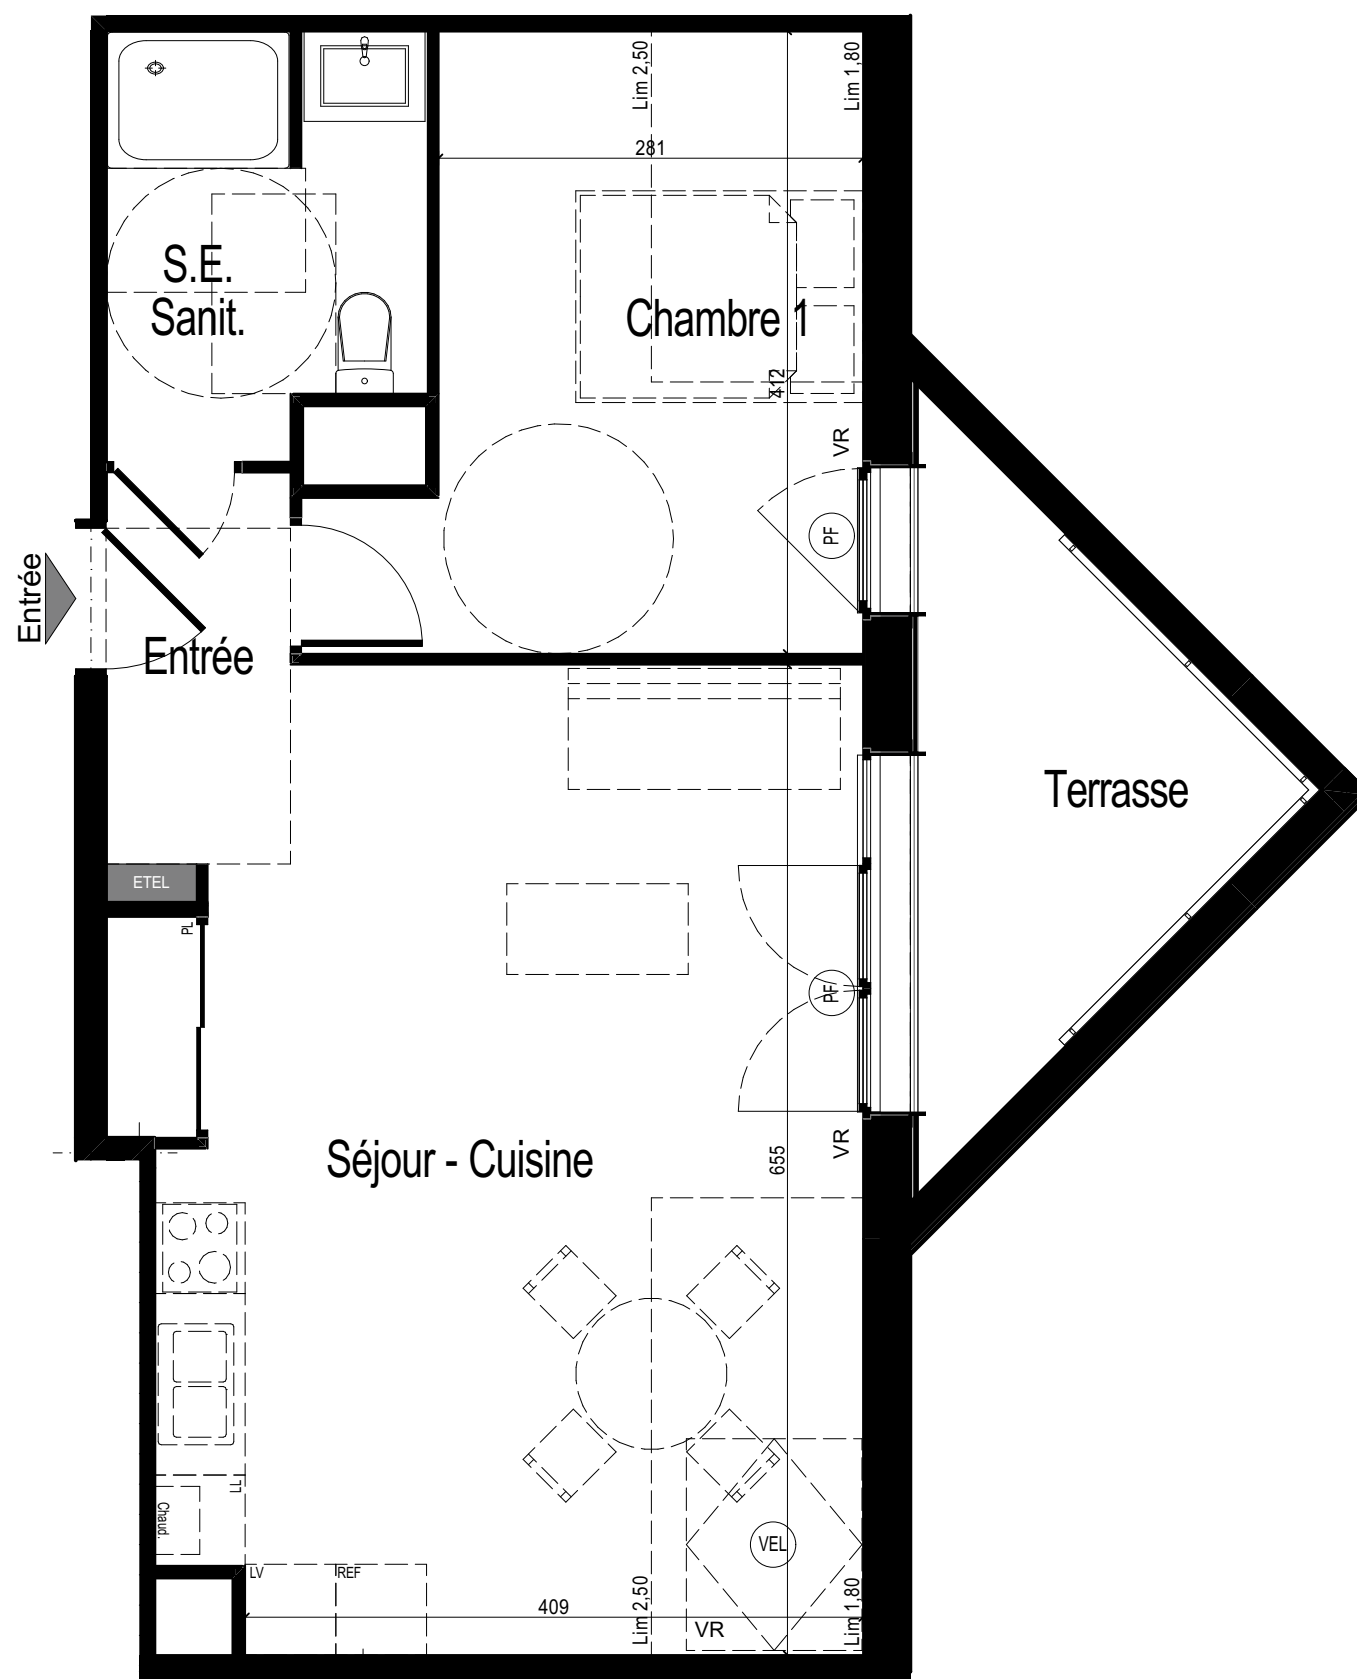 Lim 2,50
Lim 1,80
281
S.E.
Sanit.
Chambre 1
412
VR
PF
Entrée
Entrée
Terrasse
ETEL
PL
PF
Séjour - Cuisine
655
VR
LL
Chaud.
VEL
LV
REF
409
Lim 2,50
VR
Lim 1,80